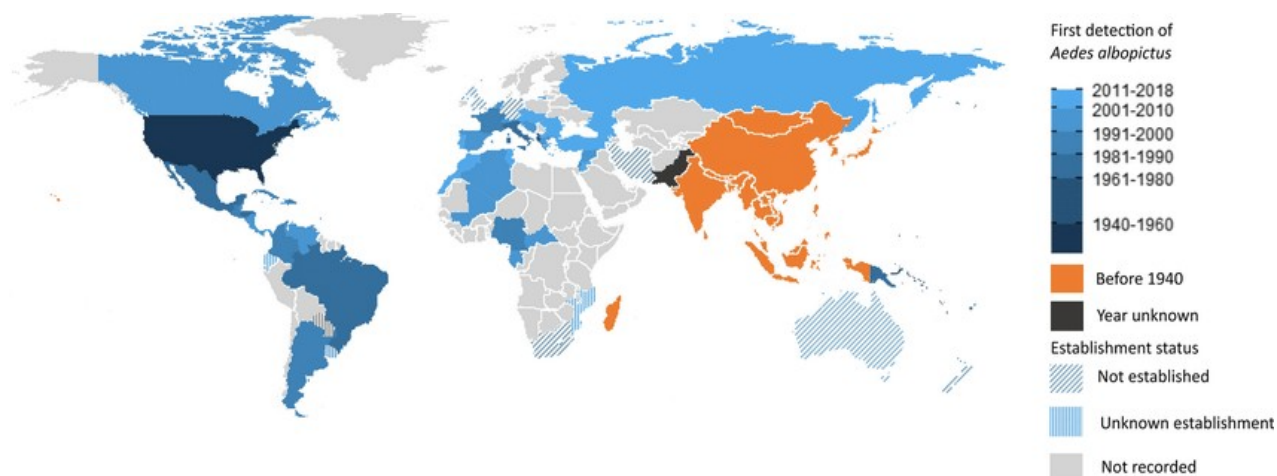 First detection of
Aedes albopictus
2011-2018
2001-2010
1991-2000
1981-1990
1961-1980
1940-1960
Before 1940
Year unknown
Establishment status
Not established
Unknown establishment
Not recorded